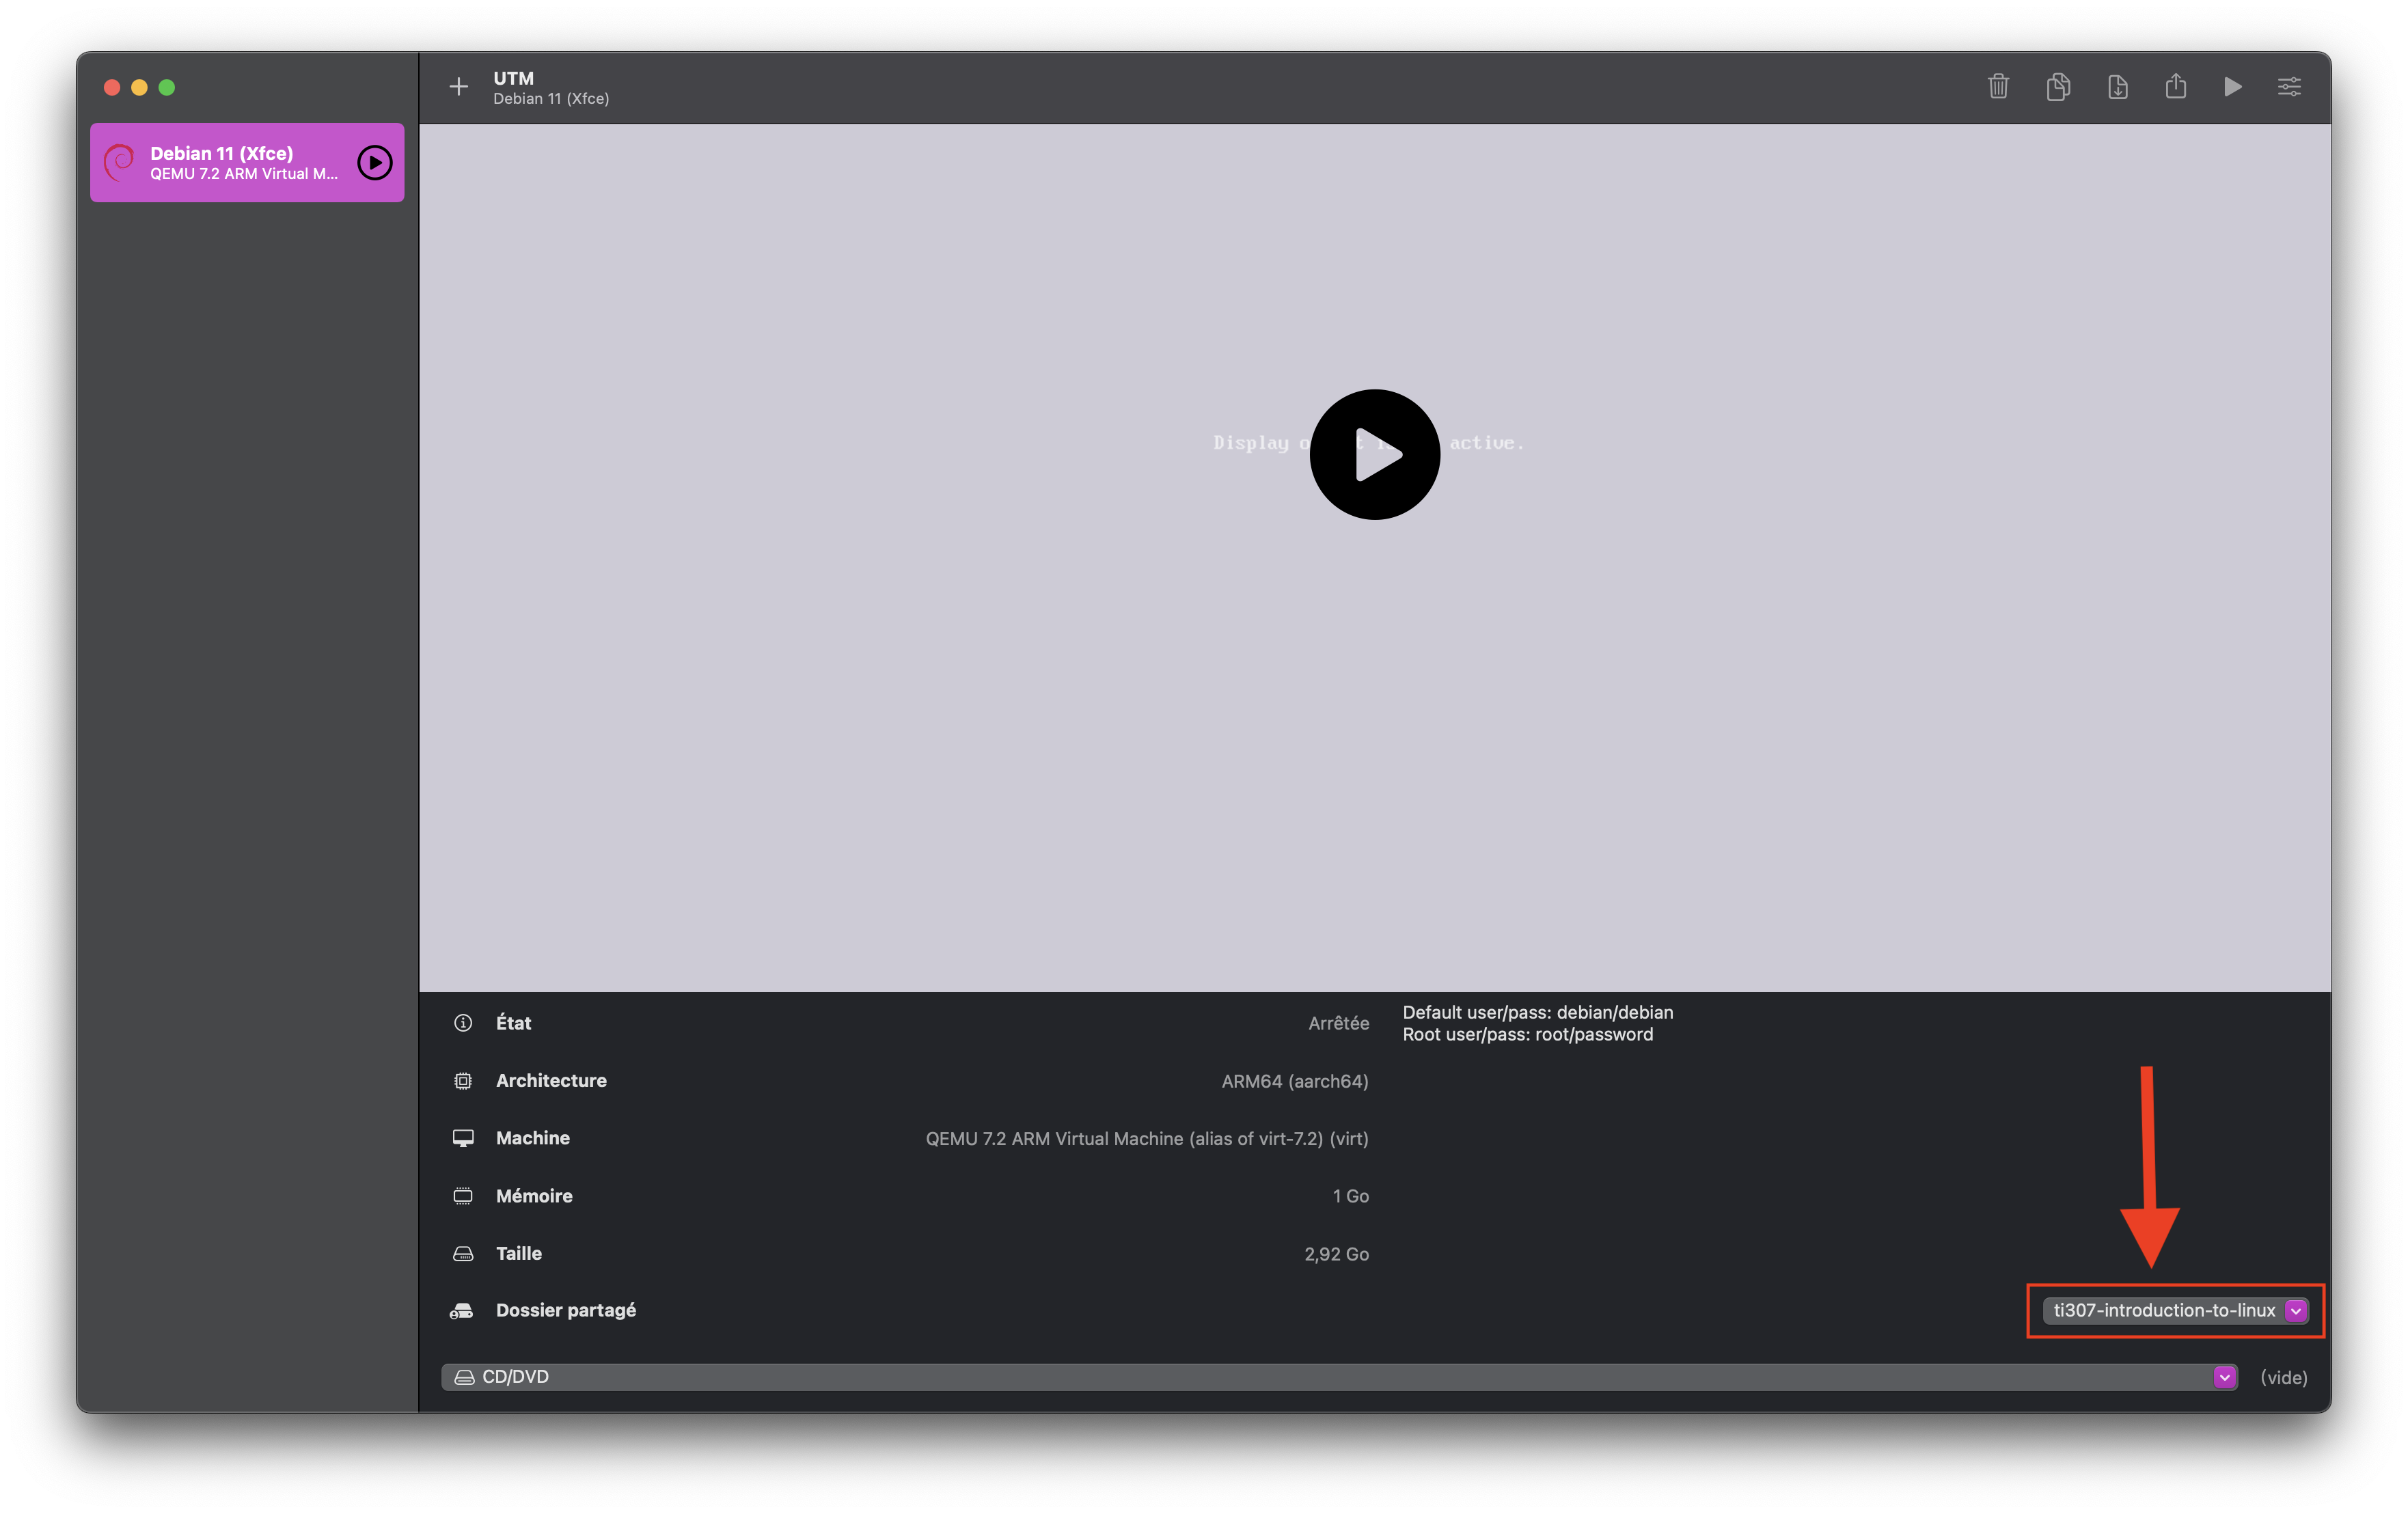 UTM
Debian 11 (Xfce)
Debian 11 (Xfce)
QEMU 7.2 ARM Virtual M...
Display active.
État
Arrêtée
Default user/pass: debian/debian
Root user/pass: root/password
Architecture
ARM64 (aarch64)
Machine
QEMU 7.2 ARM Virtual Machine (alias of virt-7.2) (virt)
Mémoire
1 Go
Taille
2,92 Go
Dossier partagé
ti307-introduction-to-linux
CD/DVD
(vide)